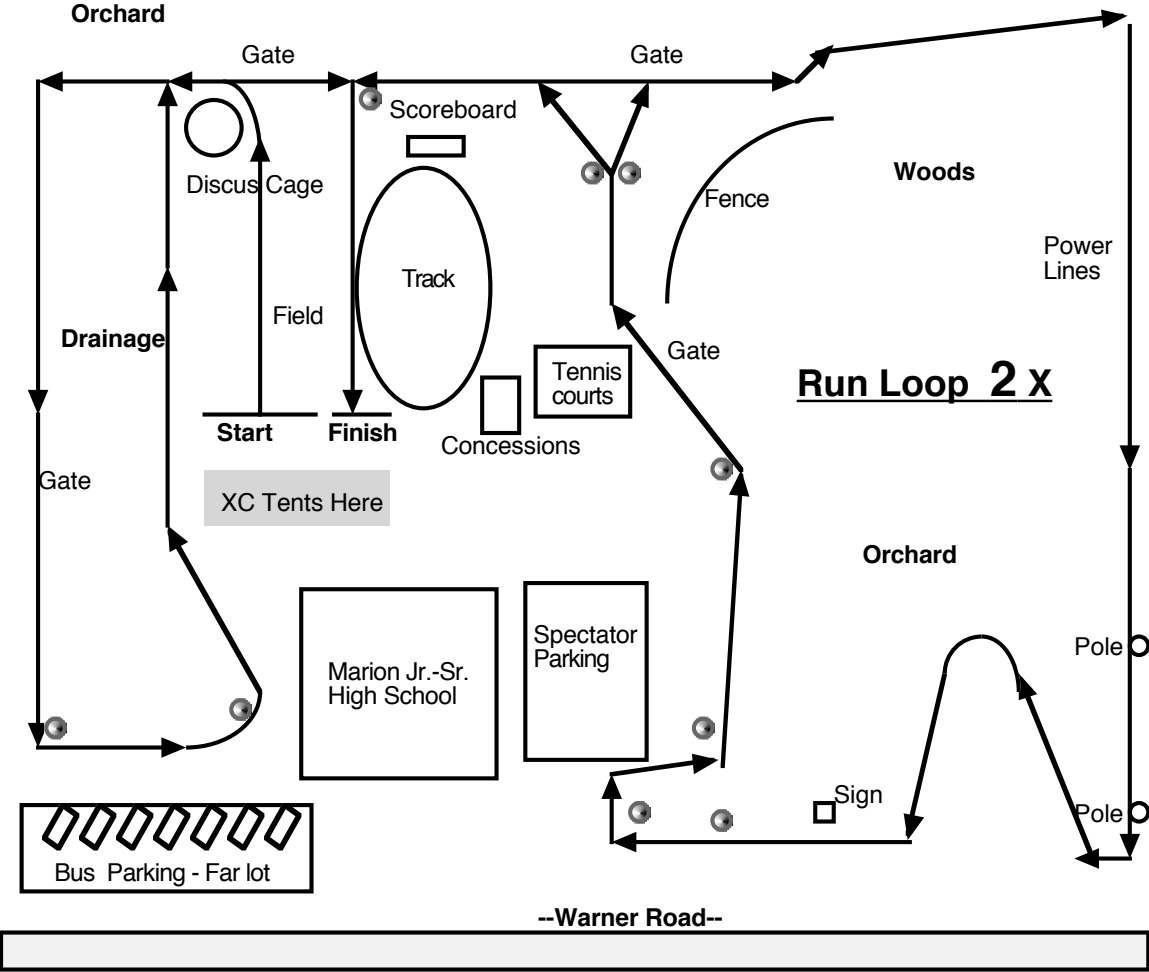 Orchard
Gate
Gate
Scoreboard
Discus Cage
Woods
Fence
Power
Lines
Track
Field
Drainage
Gate
Tennis
courts
Run Loop 2 X
Start
Finish
Concessions
Gate
XC Tents Here
Orchard
Spectator
Parking
Pole
Marion Jr.-Sr.
High School
Sign
Pole
Bus Parking - Far lot
--Warner Road--